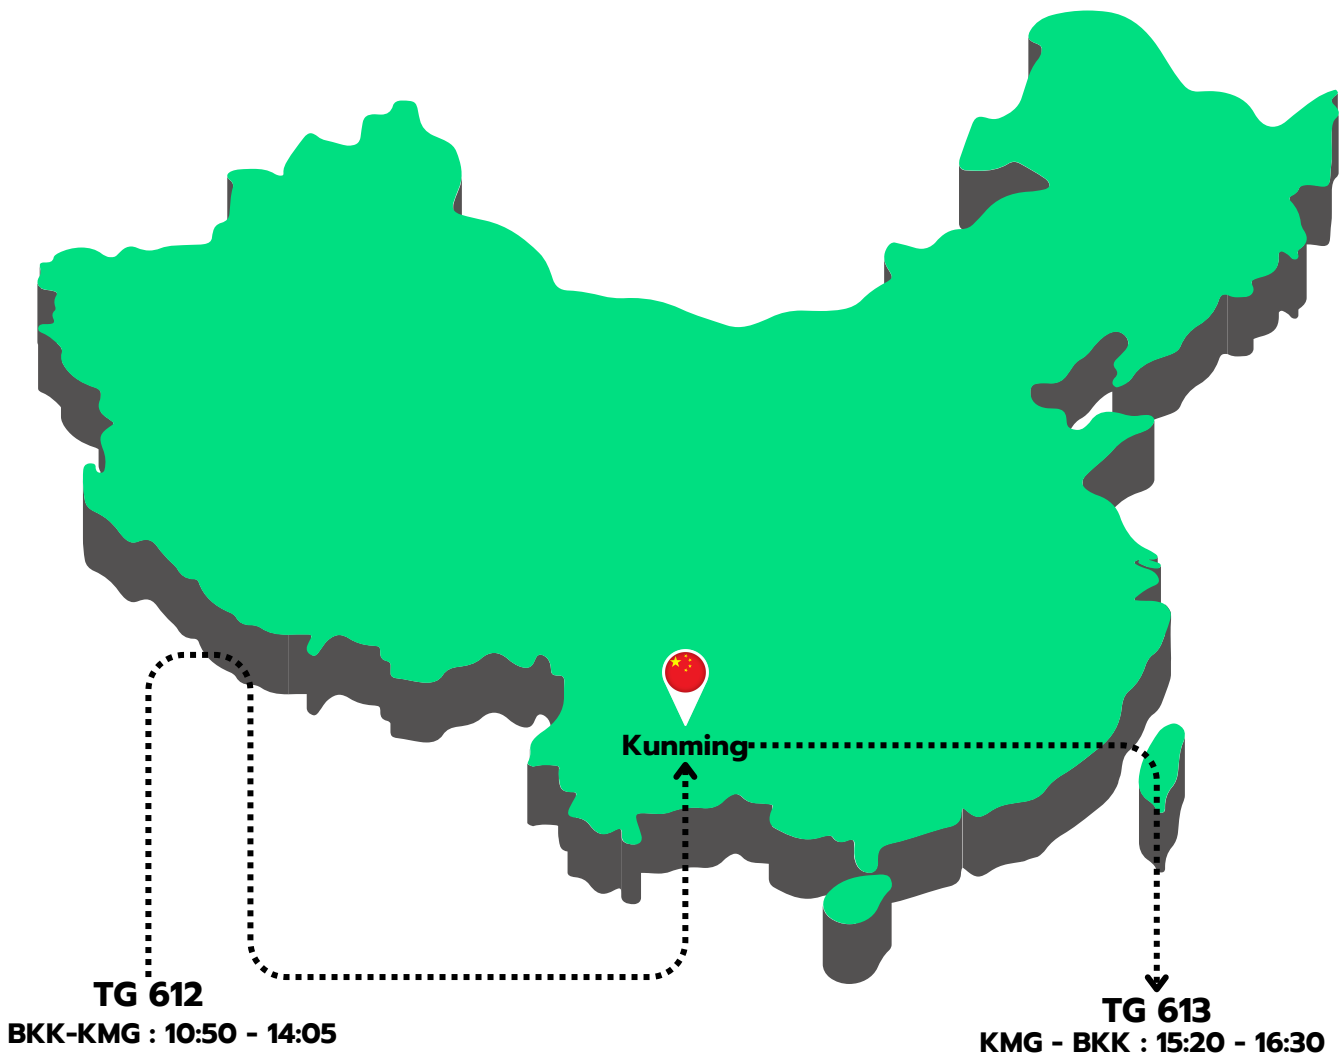 Kunming
TG 612
BKK-KMG : 10:50 - 14:05
TG 613
KMG - BKK : 15:20 - 16:30